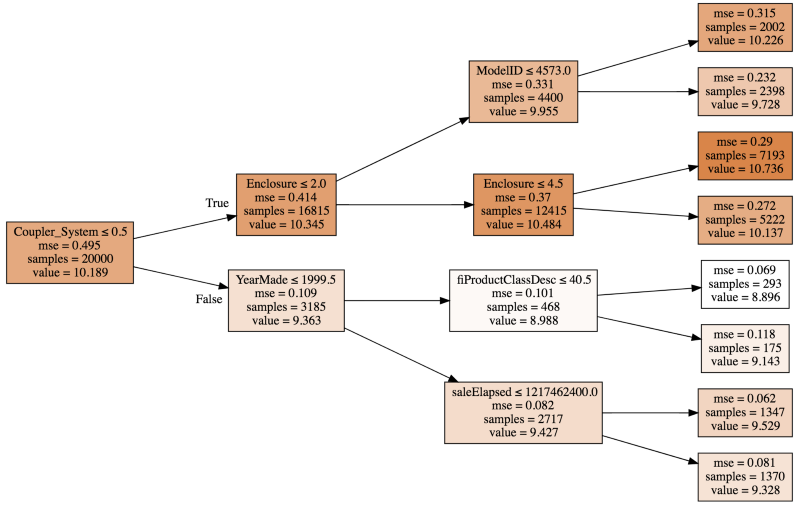 Coupler_System ≤ 0.5
mse = 0.495
samples = 20000
value = 10.189
True
False
Enclosure ≤ 2.0
mse = 0.414
samples = 16815
value = 10.345
YearMade ≤ 1999.5
mse = 0.109
samples = 3185
value = 9.363
ModelID ≤ 4573.0
mse = 0.331
samples = 4400
value = 9.955
Enclosure ≤ 4.5
mse = 0.37
samples = 12415
value = 10.484
fiProductClassDesc ≤ 40.5
mse = 0.101
samples = 468
value = 8.988
saleElapsed ≤ 1217462400.0
mse = 0.082
samples = 2717
value = 9.427
mse = 0.315
samples = 2002
value = 10.226
mse = 0.232
samples = 2398
value = 9.728
mse = 0.29
samples = 7193
value = 10.736
mse = 0.272
samples = 5222
value = 10.137
mse = 0.069
samples = 293
value = 8.896
mse = 0.118
samples = 175
value = 9.143
mse = 0.062
samples = 1347
value = 9.529
mse = 0.081
samples = 1370
value = 9.328